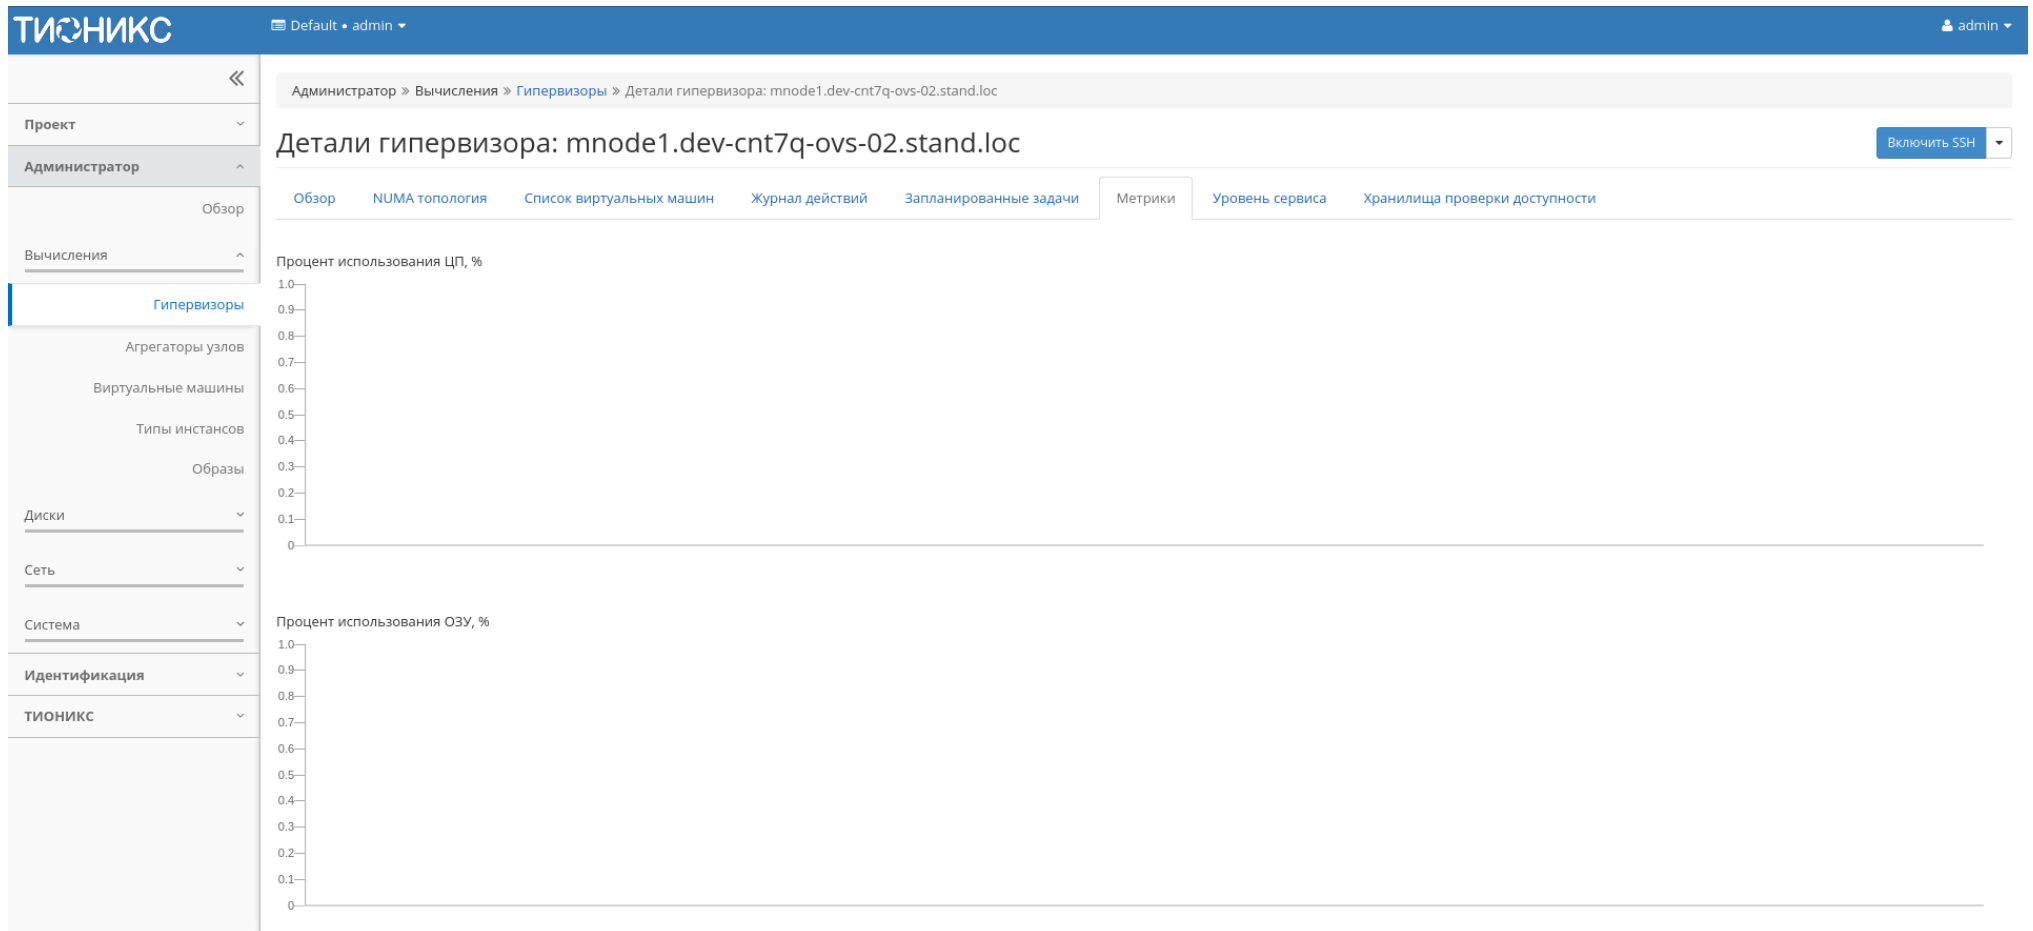 ТИОНИКС
Default • admin
admin
Проект
Администратор
Обзор
Вычисления
Гипервизоры
Агрегаторы узлов
Виртуальные машины
Типы инстансов
Образы
Диски
Сеть
Система
Идентификация
ТИОНИКС
Администратор » Вычисления » Гипервизоры » Детали гипервизора: mnode1.dev-cnt7q-ovs-02.stand.loc
Детали гипервизора: mnode1.dev-cnt7q-ovs-02.stand.loc
Включить SSH
Обзор NUMA топология Список виртуальных машин Журнал действий Запланированные задачи Метрики Уровень сервиса Хранилища проверки доступности
Процент использования ЦП, %
1.0
0.9
0.8
0.7
0.6
0.5
0.4
0.3
0.2
0.1
0
Процент использования ОЗУ, %
1.0
0.9
0.8
0.7
0.6
0.5
0.4
0.3
0.2
0.1
0